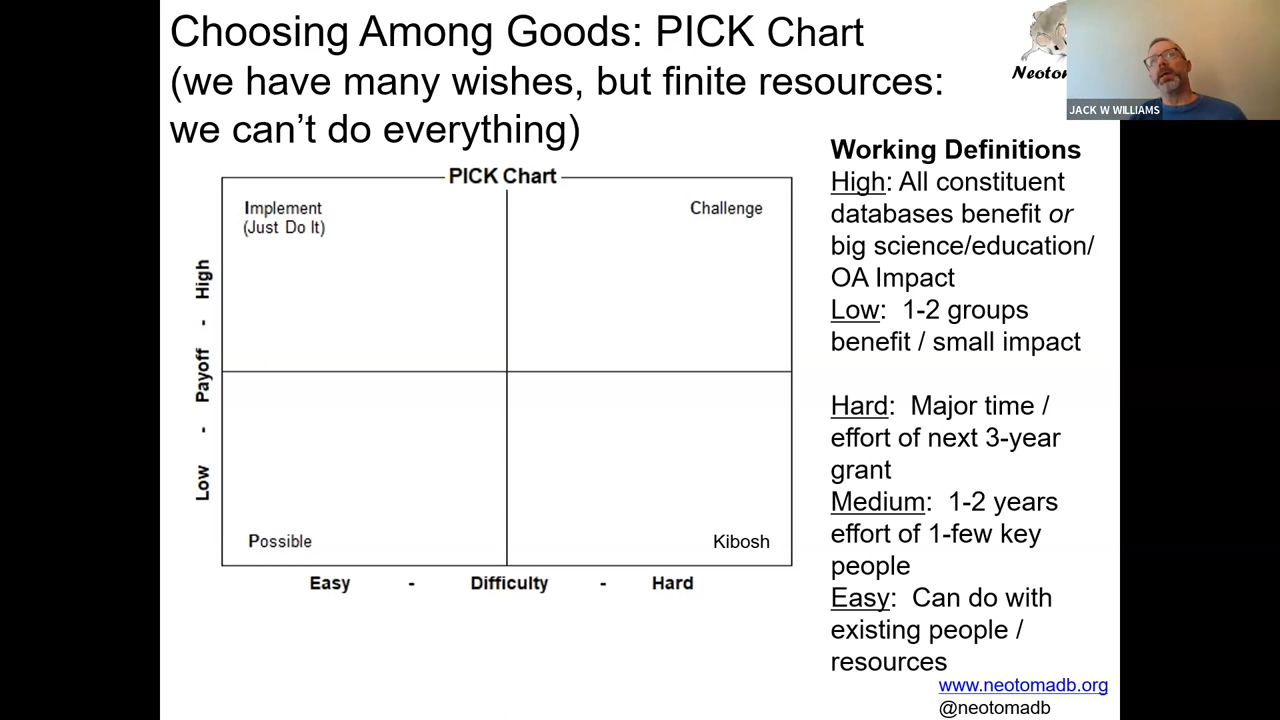 Choosing Among Goods: PICK Chart
(we have many wishes, but finite resources:
we can't do everything)
JACK W WILLIAMS
PICK Chart
Implement
(Just Do It)
Challenge
Low - Payoff - High
Possible
Kibosh
Easy - Difficulty - Hard
Working Definitions
High: All constituent
databases benefit or
big science/education/
OA Impact
Low: 1-2 groups
benefit / small impact
Hard: Major time /
effort of next 3-year
grant
Medium: 1-2 years
effort of 1-few key
people
Easy: Can do with
existing people /
resources
www.neotomadb.org
@neotomadb